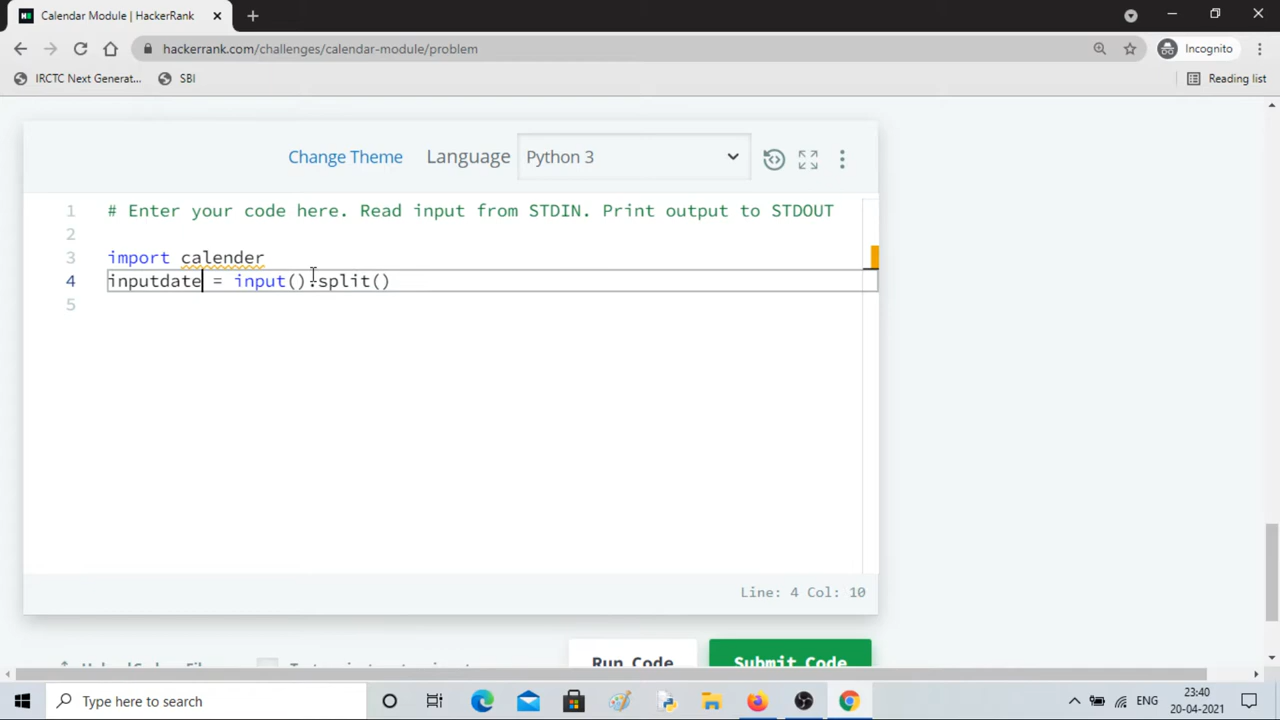 Calendar Module | HackerRank
hackerrank.com/challenges/calendar-module/problem
Incognito
IRCTC Next Generat...
SBI
Reading list
Change Theme
Language
Python 3
1 # Enter your code here. Read input from STDIN. Print output to STDOUT
2
3 import calender
4 inputdate = input().split()
5
Line: 4 Col: 10
Run Code
Submit Code
Type here to search
ENG
23:40
20-04-2021